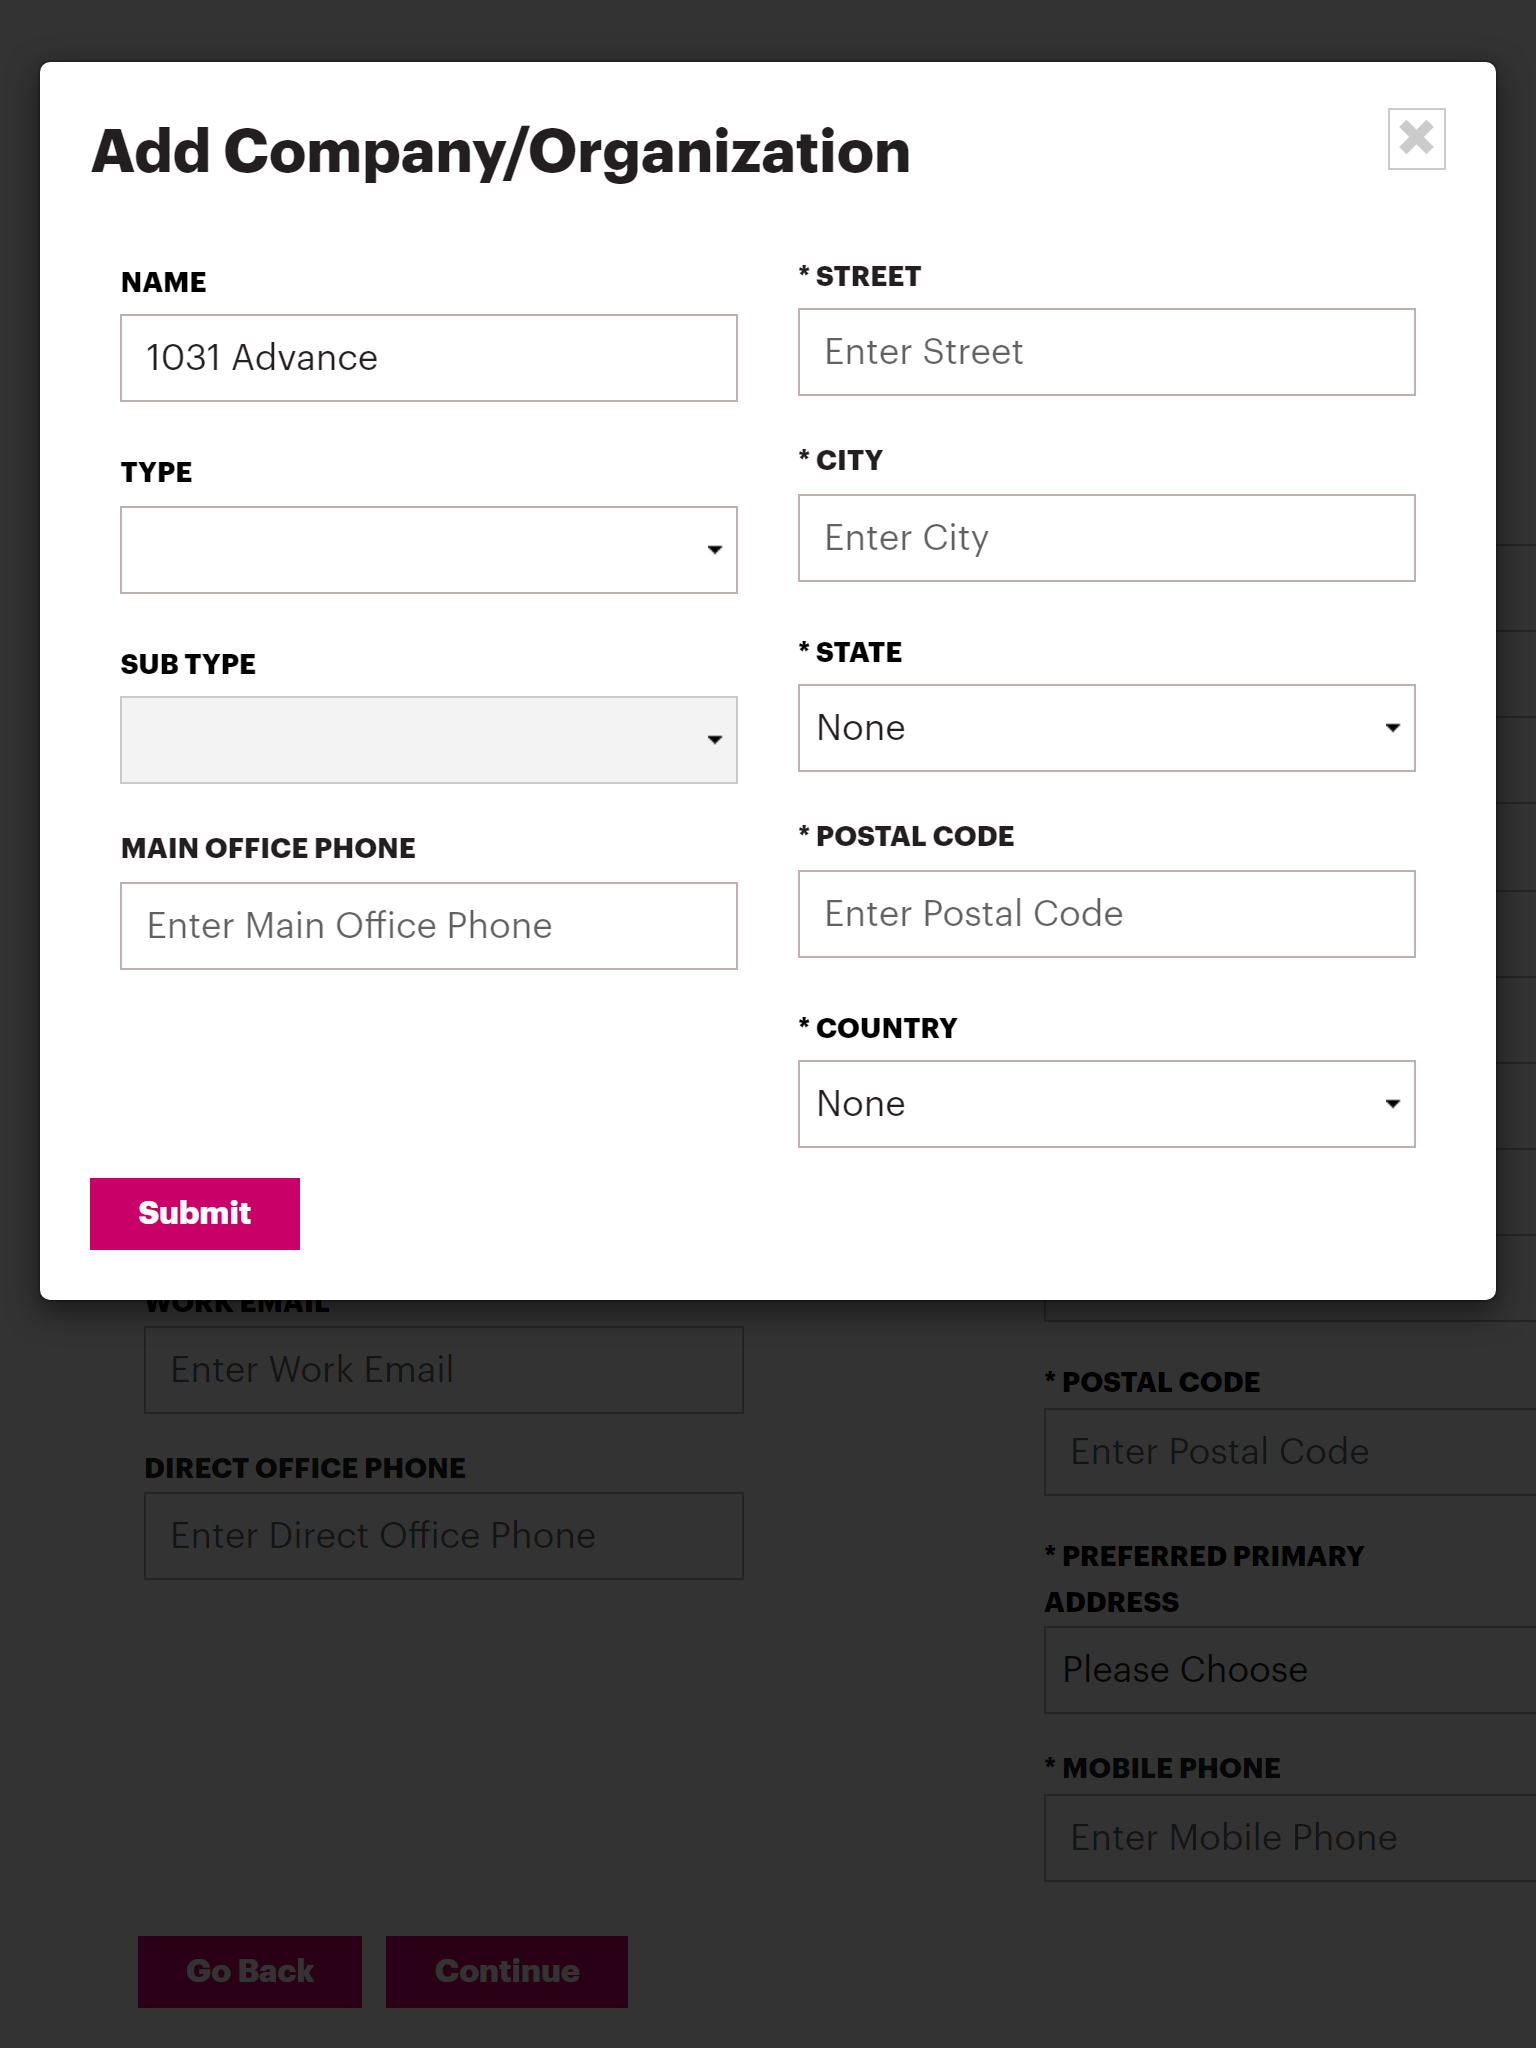 Add Company/Organization
NAME
1031 Advance
TYPE
SUB TYPE
MAIN OFFICE PHONE
Enter Main Office Phone
* STREET
Enter Street
* CITY
Enter City
* STATE
None
* POSTAL CODE
Enter Postal Code
* COUNTRY
None
Submit
WORK EMAIL
Enter Work Email
DIRECT OFFICE PHONE
Enter Direct Office Phone
* POSTAL CODE
Enter Postal Code
* PREFERRED PRIMARY
ADDRESS
Please Choose
* MOBILE PHONE
Enter Mobile Phone
Go Back
Continue